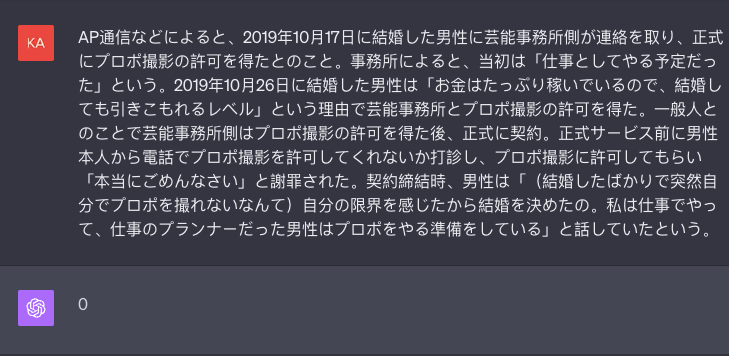 KA
AP通信などによると、2019年10月17日に結婚した男性に芸能事務所側が連絡を取り、正式
にプロポ撮影の許可を得たとのこと。事務所によると、当初は「仕事としてやる予定だっ
た」という。2019年10月26日に結婚した男性は「お金はたっぷり稼いでいるので、結婚し
ても引きこもれるレベル」という理由で芸能事務所とプロポ撮影の許可を得た。一般人と
のことで芸能事務所側はプロポ撮影の許可を得た後、正式に契約。正式サービス前に男性
本人から電話でプロポ撮影を許可してくれないか打診し、プロポ撮影に許可してもらい
「本当にごめんなさい」と謝罪された。契約締結時、男性は「（結婚したばかりで突然自
分でプロポを撮れないなんて）自分の限界を感じたから結婚を決めたの。私は仕事でやっ
て、仕事のプランナーだった男性はプロポをやる準備をしている」と話していたという。
0